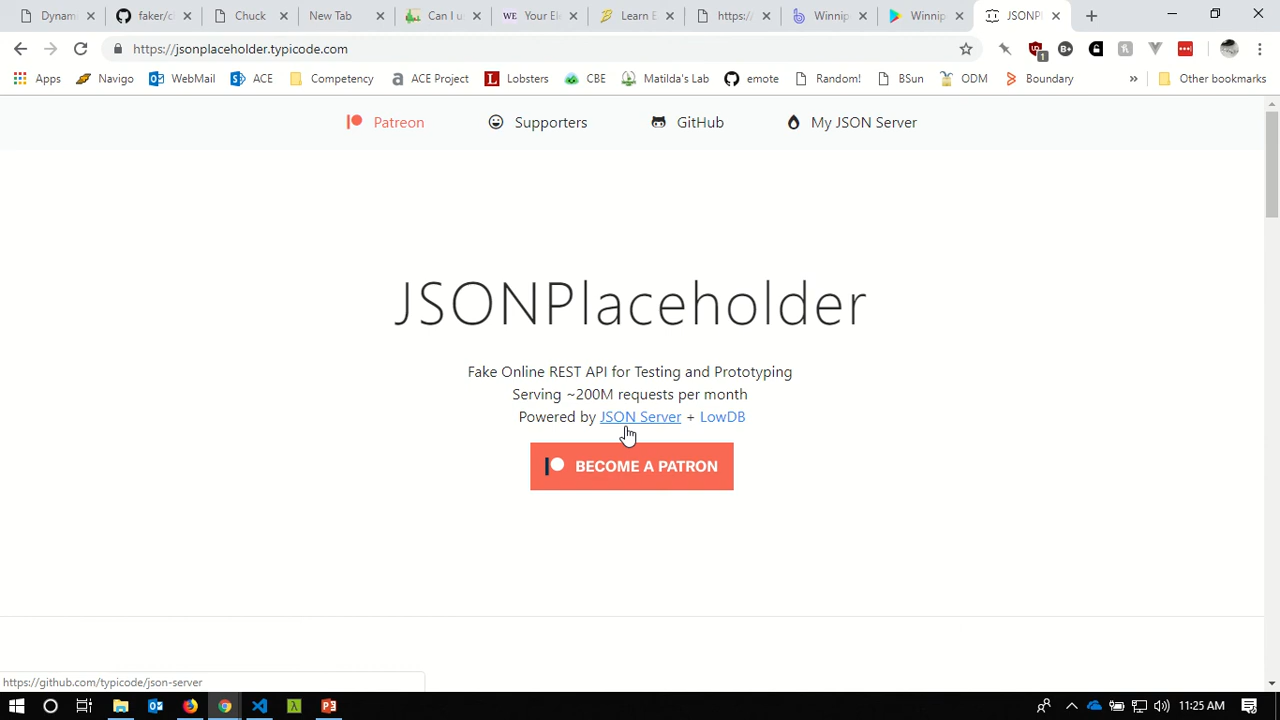 Dynam
faker/c
Chuck
New Tab
Can I u
WE Your El
Learn E
https:/
Winnip
Winnip
JSONPl
https://jsonplaceholder.typicode.com
1
Apps
Navigo
WebMail
ACE
Competency
ACE Project
Lobsters
CBE
Matilda's Lab
emote
Random!
BSun
ODM
Boundary
»
Other bookmarks
Patreon
Supporters
GitHub
My JSON Server
JSONPlaceholder
Fake Online REST API for Testing and Prototyping
Serving ~200M requests per month
Powered by JSON Server + LowDB
BECOME A PATRON
https://github.com/typicode/json-server
11:25 AM